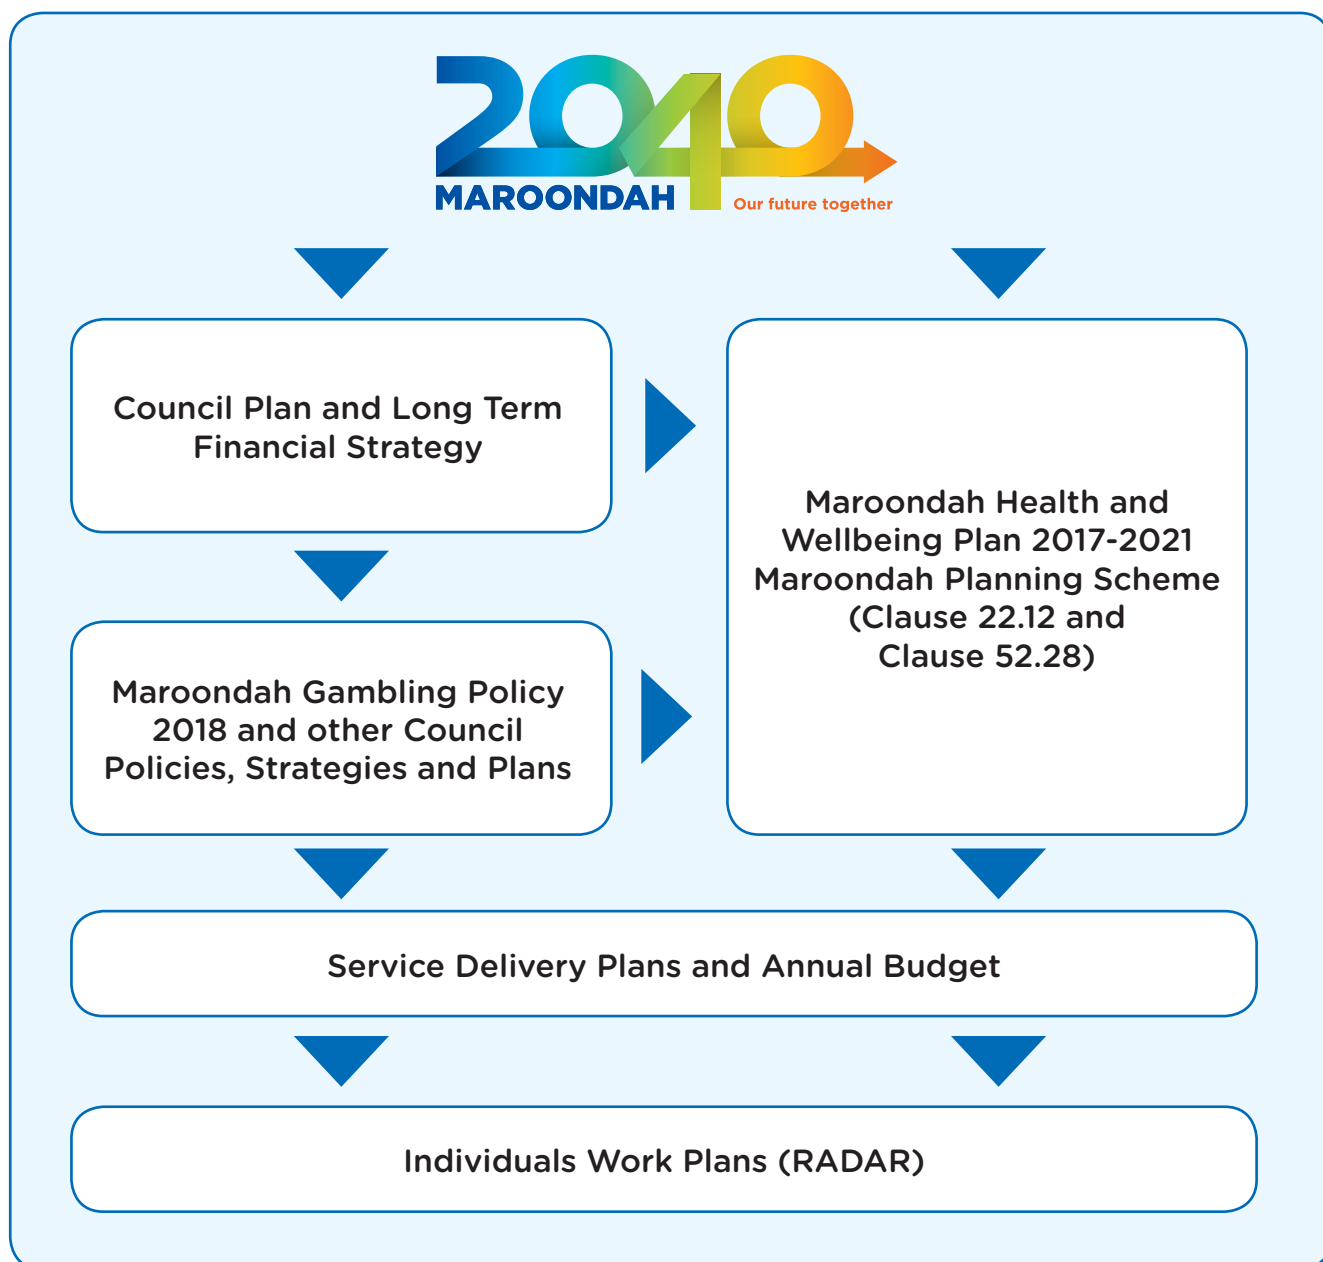 2040
MAROONDAH
Our future together
Council Plan and Long Term
Financial Strategy
Maroondah Health and
Wellbeing Plan 2017-2021
Maroondah Planning Scheme
(Clause 22.12 and
Clause 52.28)
Maroondah Gambling Policy
2018 and other Council
Policies, Strategies and Plans
Service Delivery Plans and Annual Budget
Individuals Work Plans (RADAR)